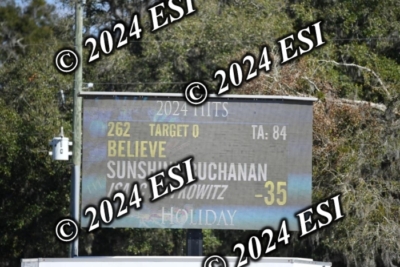 © 2024 ESI
© 2024 ESI
2024 HITS
262 TARGET 0 TA: 84
BELIEVE
SUNSHINE BUCHANAN
-35
HOLIDAY
© 2024 ESI
© 2024 ESI
© 2024 ESI